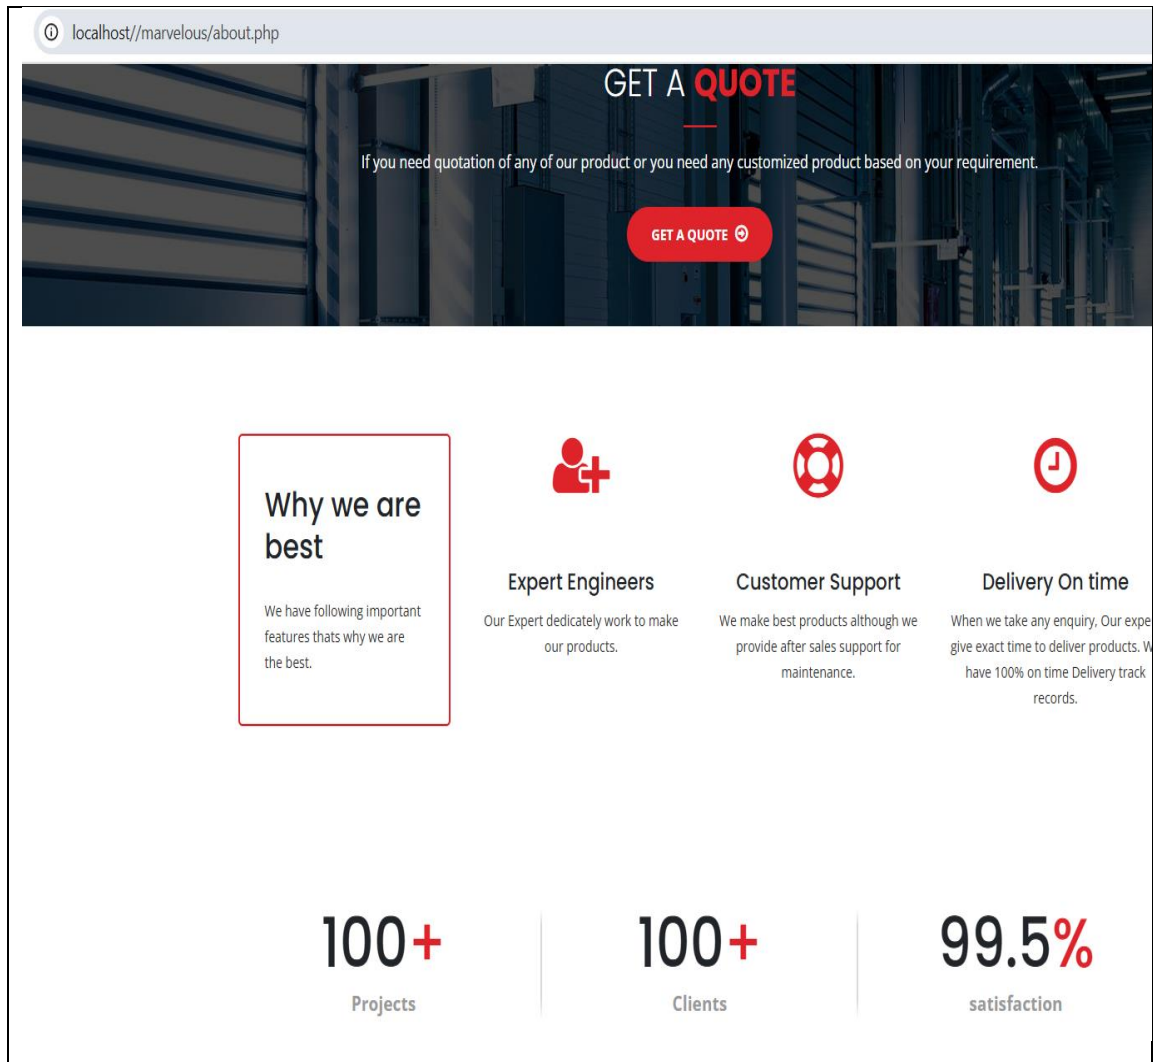 localhost//marvelous/about.php
GET A QUOTE
If you need quotation of any of our product or you need any customized product based on your requirement.
GET A QUOTE
Why we are
best
We have following important
features thats why we are
the best.
Expert Engineers
Our Expert dedicately work to make
our products.
Customer Support
We make best products although we
provide after sales support for
maintenance.
Delivery On time
When we take any enquiry, Our expe
give exact time to deliver products. W
have 100% on time Delivery track
records.
100+
Projects
100+
Clients
99.5%
satisfaction